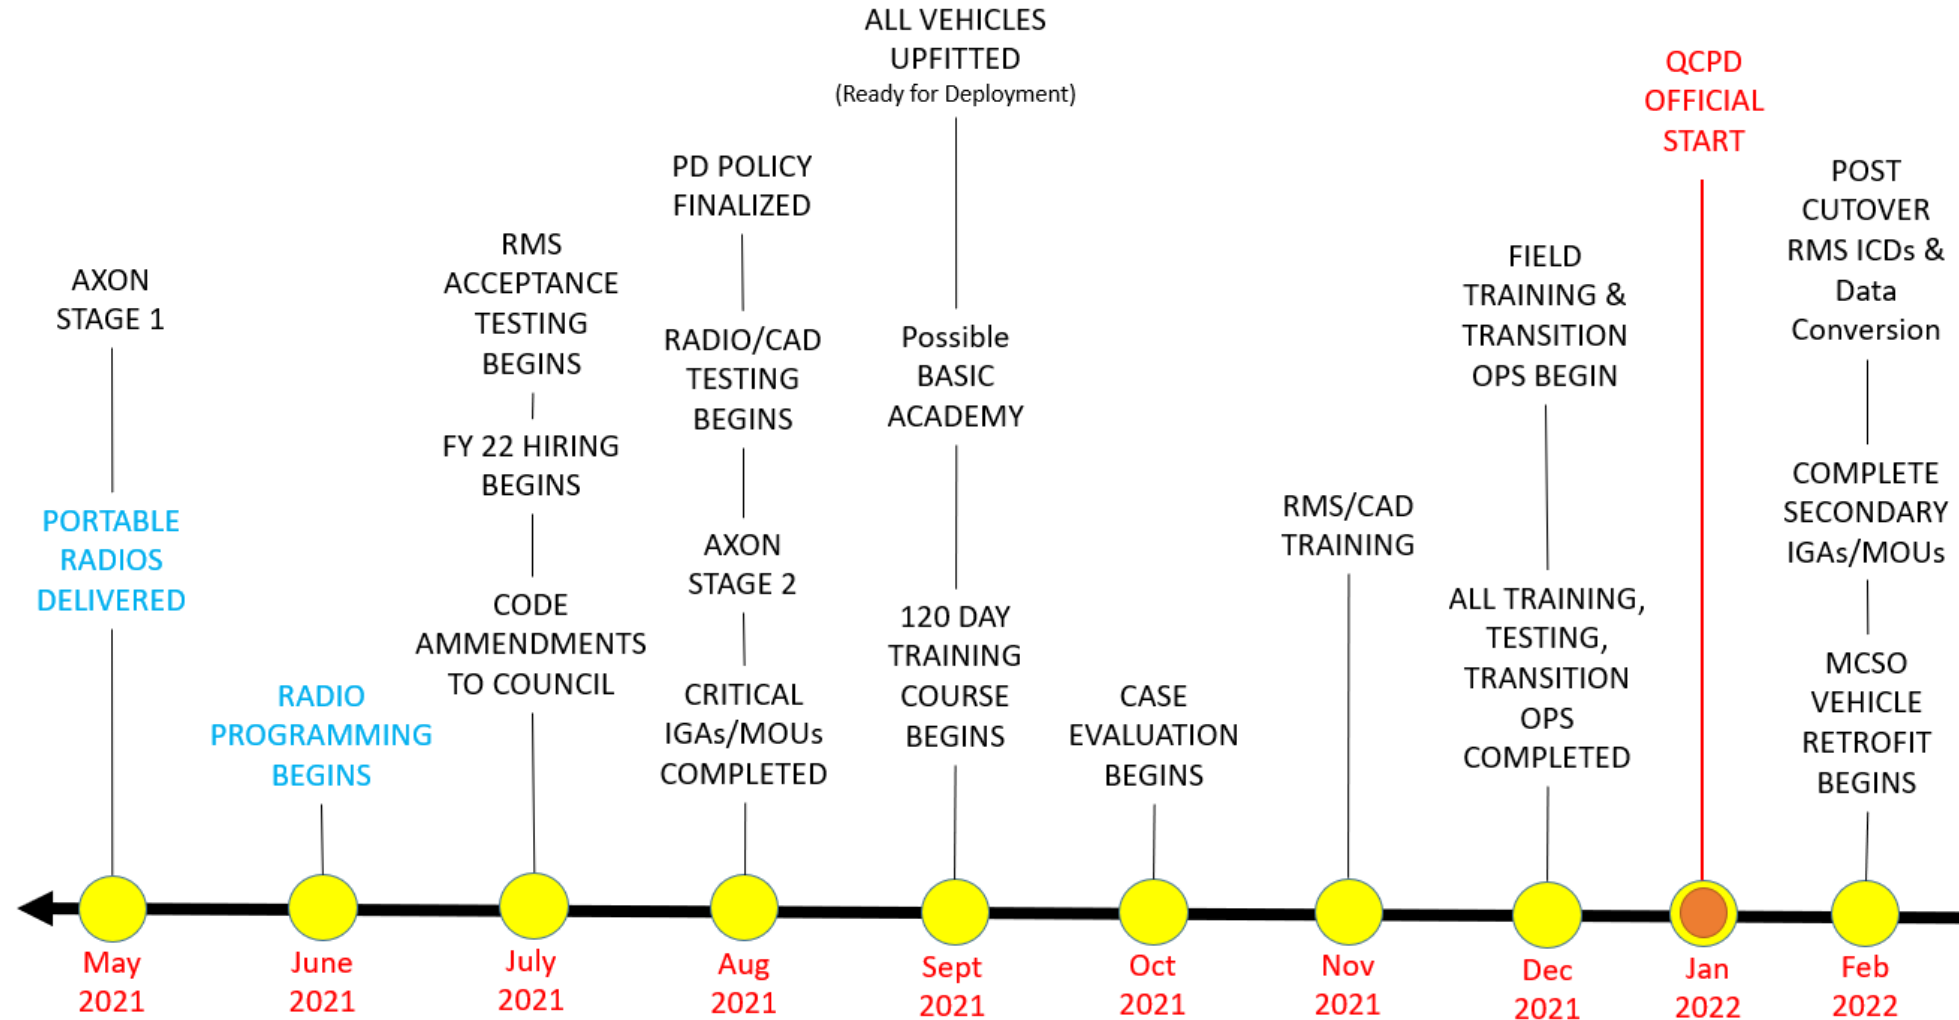 AXON
STAGE 1
PORTABLE
RADIOS
DELIVERED
May
2021
RADIO
PROGRAMMING
BEGINS
June
2021
RMS
ACCEPTANCE
TESTING
BEGINS
FY 22 HIRING
BEGINS
CODE
AMMENDMENTS
TO COUNCIL
July
2021
PD POLICY
FINALIZED
RADIO/CAD
TESTING
BEGINS
AXON
STAGE 2
CRITICAL
IGAs/MOUs
COMPLETED
Aug
2021
ALL VEHICLES
UPFITTED
(Ready for Deployment)
Possible
BASIC
ACADEMY
120 DAY
TRAINING
COURSE
BEGINS
Sept
2021
CASE
EVALUATION
BEGINS
Oct
2021
RMS/CAD
TRAINING
Nov
2021
FIELD
TRAINING &
TRANSITION
OPS BEGIN
ALL TRAINING,
TESTING,
TRANSITION
OPS
COMPLETED
Dec
2021
QCPD
OFFICIAL
START
Jan
2022
POST
CUTOVER
RMS ICDs &
Data
Conversion
COMPLETE
SECONDARY
IGAs/MOUs
MCSO
VEHICLE
RETROFIT
BEGINS
Feb
2022